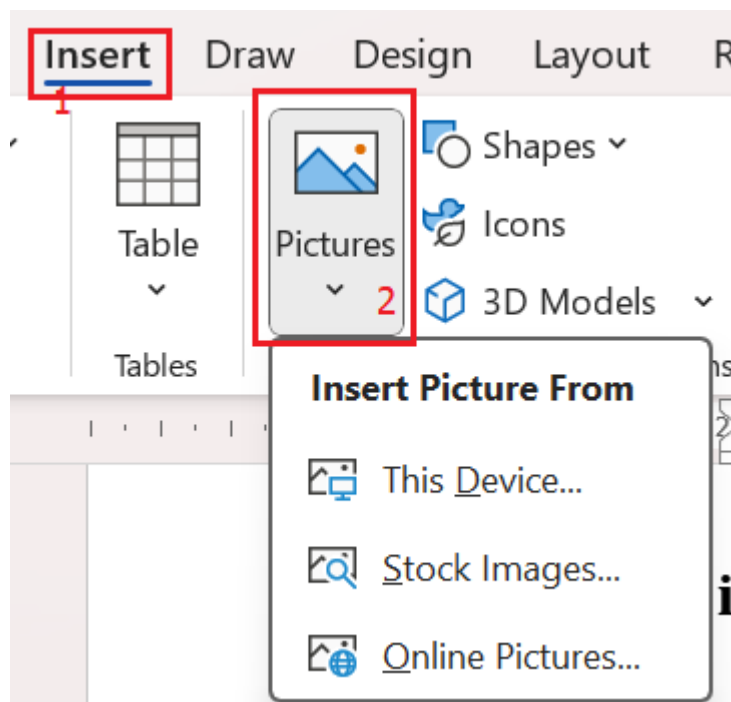 Insert Draw Design Layout R
1
Shapes
Table Pictures Icons
2 3D Models
Tables
Insert Picture From
2
This Device...
Stock Images...
i
Online Pictures...